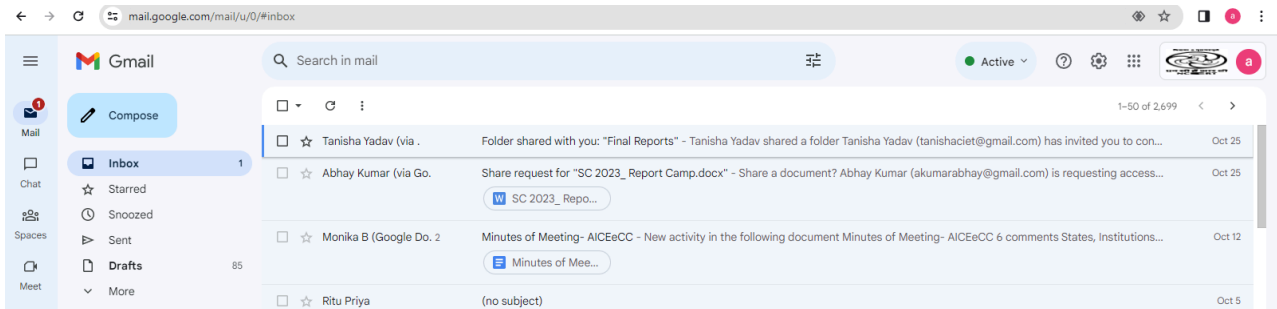 mail.google.com/mail/u/0/#inbox
a
Gmail
Search in mail
Active
a
1
Mail
Compose
1–50 of 2,699
Chat
Spaces
Meet
Inbox 1
Starred
Snoozed
Sent
Drafts 85
More
Tanisha Yadav (via . Folder shared with you: "Final Reports" - Tanisha Yadav shared a folder Tanisha Yadav (tanishaciet@gmail.com) has invited you to con... Oct 25
Abhay Kumar (via Go. Share request for "SC 2023_ Report Camp.docx" - Share a document? Abhay Kumar (akumarabhay@gmail.com) is requesting access... Oct 25
W SC 2023_ Repo...
Monika B (Google Do. 2 Minutes of Meeting- AICEeCC - New activity in the following document Minutes of Meeting- AICEeCC 6 comments States, Institutions... Oct 12
Minutes of Mee...
Ritu Priya (no subject) Oct 5